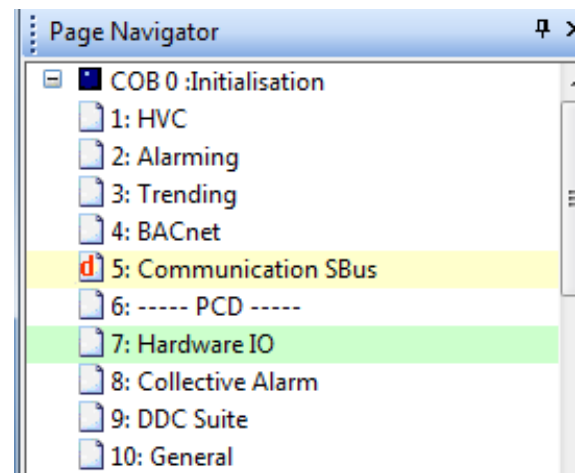 Page Navigator
COB 0 :Initialisation
1: HVC
2: Alarming
3: Trending
4: BACnet
d 5: Communication SBus
6: ----- PCD -----
7: Hardware IO
8: Collective Alarm
9: DDC Suite
10: General